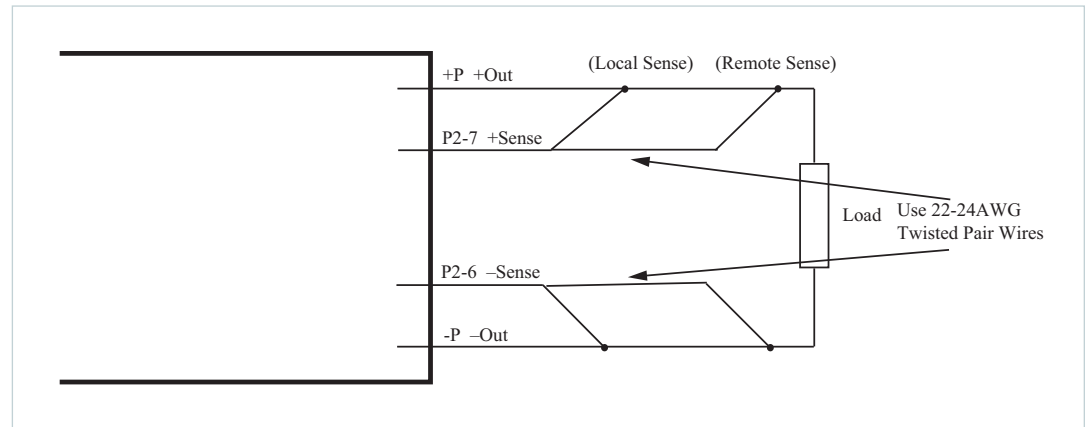 (Local Sense) (Remote Sense)
+P +Out
P2-7 +Sense
Load
Use 22-24AWG
Twisted Pair Wires
P2-6 –Sense
-P –Out